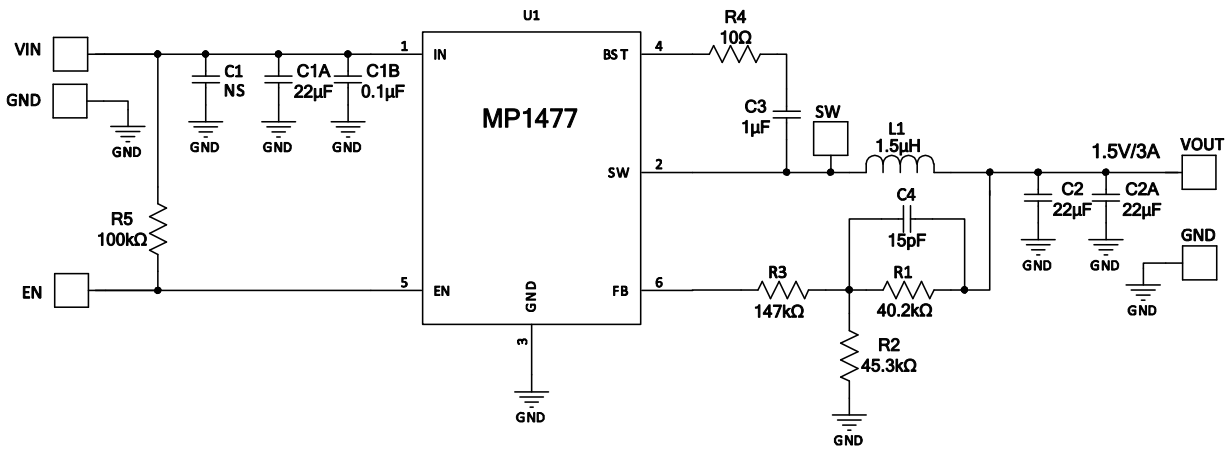 U1
VIN
1
IN
BST
4
R4
10Ω
C1
NS
C1A
22µF
C1B
0.1µF
GND
GND
GND
GND
GND
MP1477
C3
1µF
SW
SW
2
L1
1.5µH
1.5V/3A
VOUT
C4
15pF
C2
22µF
C2A
22µF
GND
GND
GND
GND
R5
100kΩ
EN
5
EN
GND
3
GND
FB
6
R3
147kΩ
R1
40.2kΩ
R2
45.3kΩ
GND